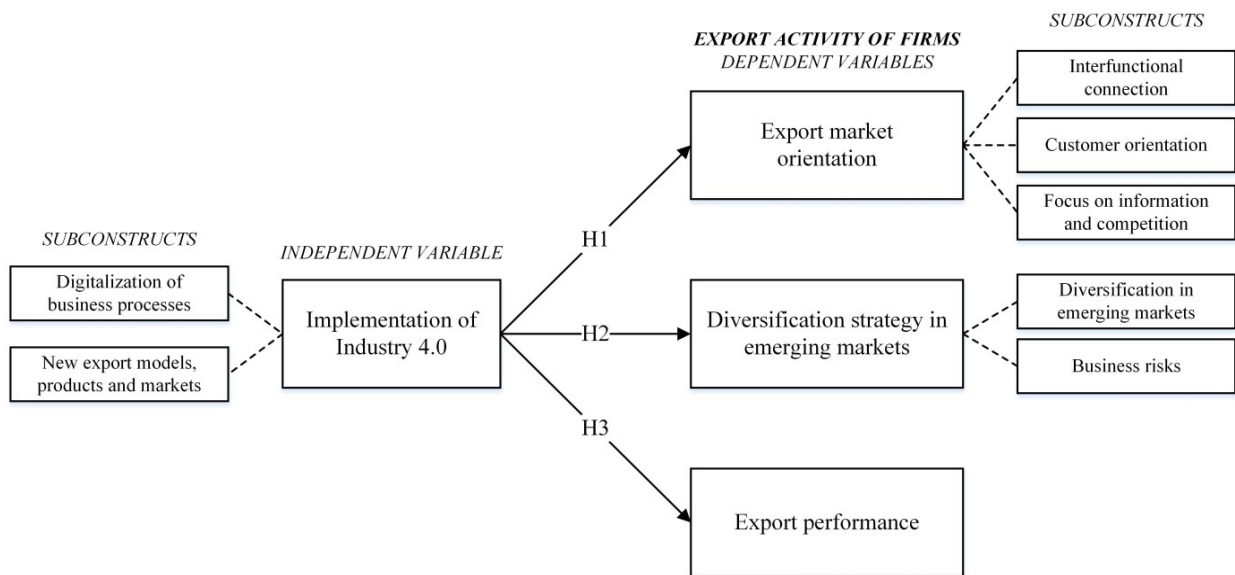 SUBCONSTRUCTS
Digitalization of
business processes
New export models,
products and markets
INDEPENDENT VARIABLE
Implementation of
Industry 4.0
H1
H2
H3
EXPORT ACTIVITY OF FIRMS
DEPENDENT VARIABLES
Export market
orientation
Diversification strategy in
emerging markets
Export performance
SUBCONSTRUCTS
Interfunctional
connection
Customer orientation
Focus on information
and competition
Diversification in
emerging markets
Business risks